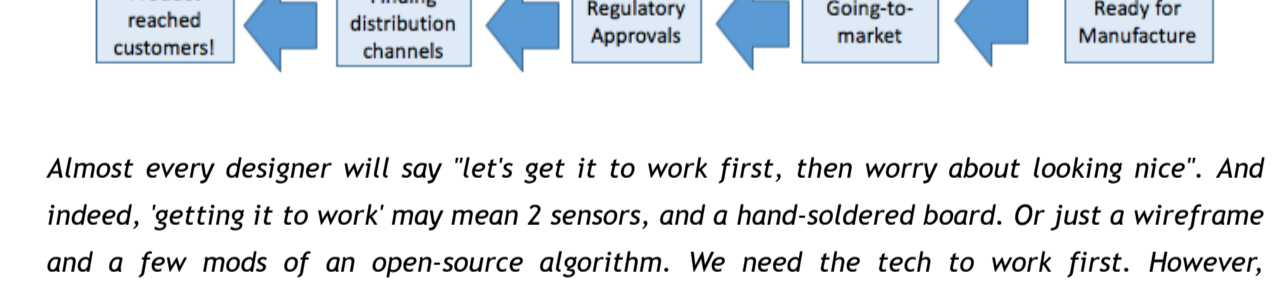 reached
customers!
distribution
channels
Regulatory
Approvals
Going-to-
market
Ready for
Manufacture
Almost every designer will say "let's get it to work first, then worry about looking nice". And
indeed, 'getting it to work' may mean 2 sensors, and a hand-soldered board. Or just a wireframe
and a few mods of an open-source algorithm. We need the tech to work first. However,